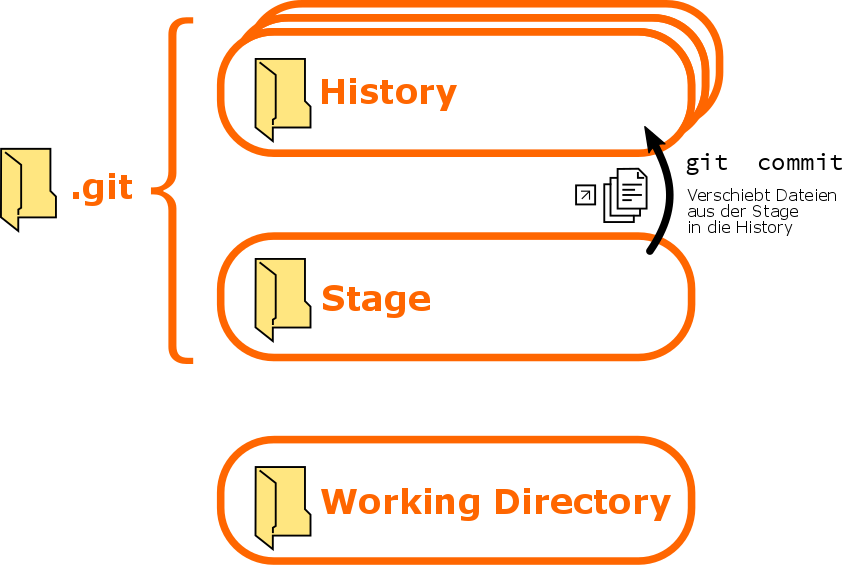 History
.git
git commit
Verschiebt Dateien
aus der Stage
in die History
Stage
Working Directory